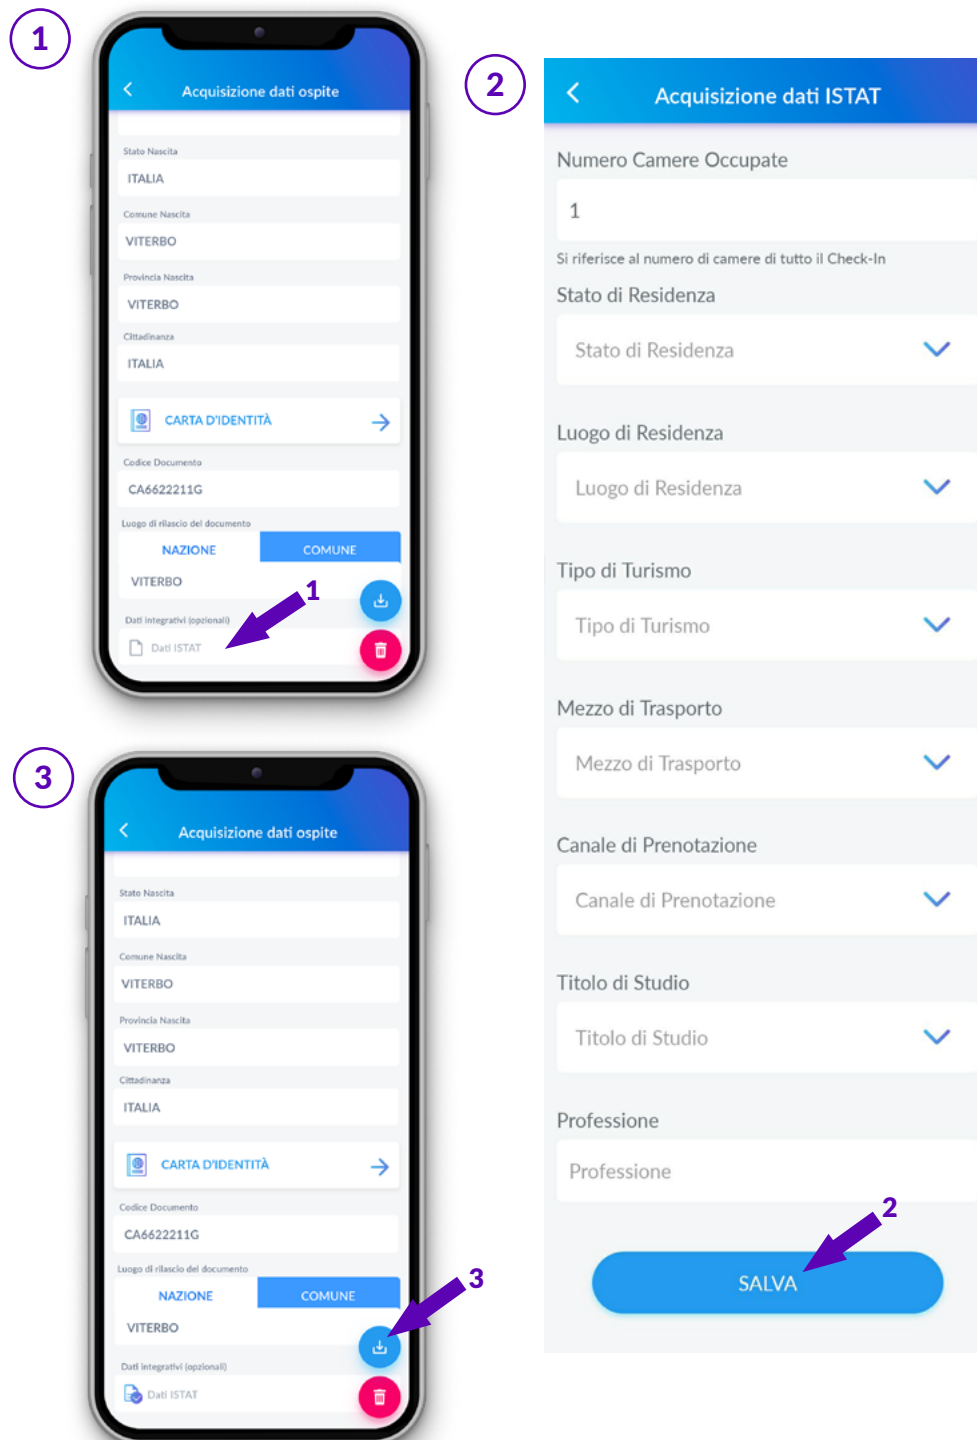 1
Acquisizione dati ospite
Stato Nascita
ITALIA
Comune Nascita
VITERBO
Provincia Nascita
VITERBO
Cittadinanza
ITALIA
CARTA D'IDENTITÀ
Codice Documento
CA6622211G
Luogo di rilascio del documento
NAZIONE COMUNE
VITERBO
1
Dati integrativi (opzionali)
Dati ISTAT
2
Acquisizione dati ISTAT
Numero Camere Occupate
1
Si riferisce al numero di camere di tutto il Check-In
Stato di Residenza
Stato di Residenza
Luogo di Residenza
Luogo di Residenza
Tipo di Turismo
Tipo di Turismo
Mezzo di Trasporto
Mezzo di Trasporto
Canale di Prenotazione
Canale di Prenotazione
Titolo di Studio
Titolo di Studio
Professione
Professione
2
SALVA
3
Acquisizione dati ospite
Stato Nascita
ITALIA
Comune Nascita
VITERBO
Provincia Nascita
VITERBO
Cittadinanza
ITALIA
CARTA D'IDENTITÀ
Codice Documento
CA6622211G
Luogo di rilascio del documento
3
NAZIONE COMUNE
VITERBO
Dati integrativi (opzionali)
Dati ISTAT